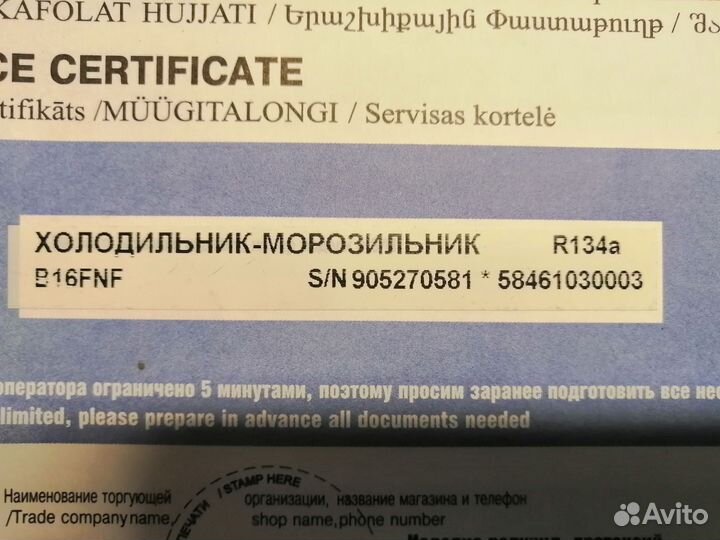 KAFOLAT HUJJATI / Երաշխիքային Փաստաթուղթ /
CE CERTIFICATE
/MÜÜGITALONGI / Servisas kortelė
ХОЛОДИЛЬНИК-МОРОЗИЛЬНИК R134a
B16FNF S/N 905270581 * 58461030003
оператора ограничено 5 минутами, поэтому просим заранее подготовить все
limited, please prepare in advance all documents needed
/STAMP HERE
Наименование торгующей организации, название магазина и телефон
/Trade company name, shop name, phone number
Avito